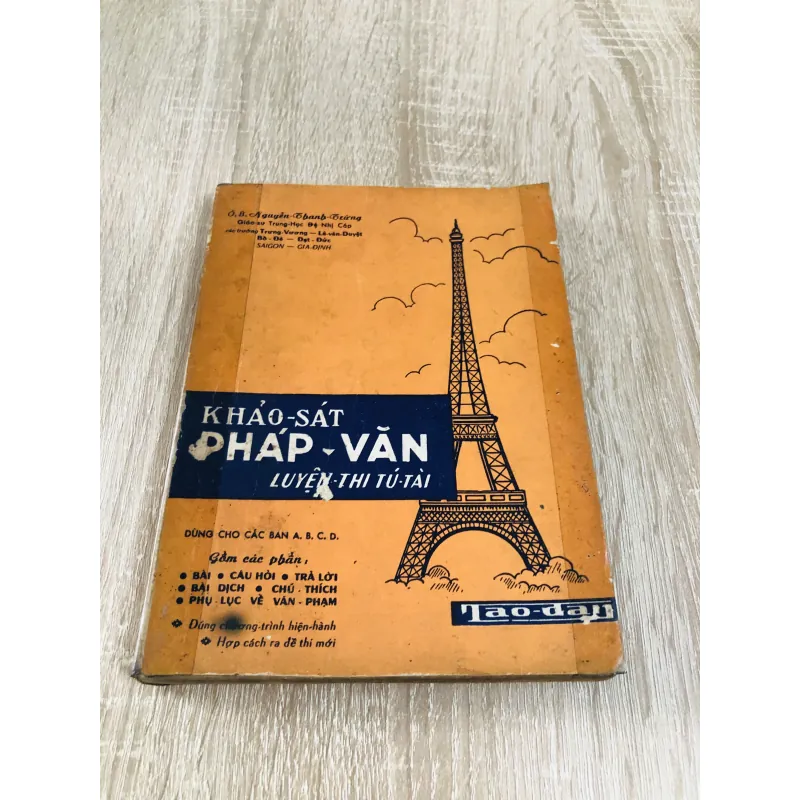 Ô. B. Nguyễn-Thanh-Trừng
Giáo-sư Trung-Học Đệ Nhị Cấp
các trường Trưng-Vương — Lê-văn-Duyệt
Bồ-Đề — Đạt-Đức
SAIGON — GIA-ĐỊNH
KHẢO-SÁT
PHÁP-VĂN
LUYỆN-THI TÚ-TÀI
DÙNG CHO CÁC BAN A. B. C. D.
Gồm các phần:
● BÀI ● CÂU HỎI ● TRẢ LỜI
● BÀI DỊCH ● CHÚ-THÍCH
● PHỤ-LỤC VỀ VĂN-PHẠM
Đúng chương-trình hiện-hành
Hợp cách ra đề thi mới
Tao-đàn